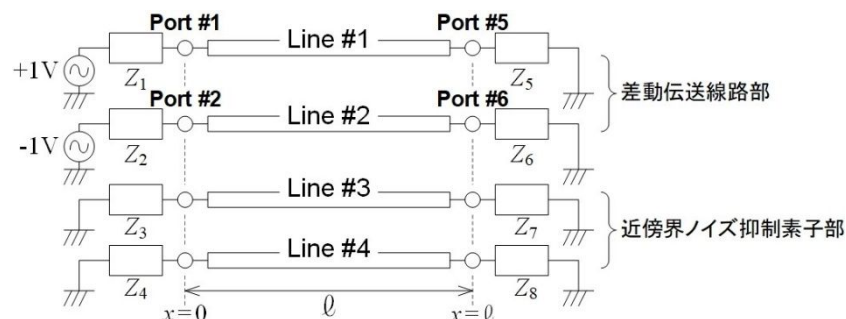 Port #1
Port #5
Line #1
+1V
Z1
Z5
Port #2
Port #6
差動伝送線路部
Line #2
-1V
Z2
Z6
Line #3
Z3
Z7
近傍界ノイズ抑制素子部
Line #4
Z4
Z8
ℓ
x=0
x=ℓ